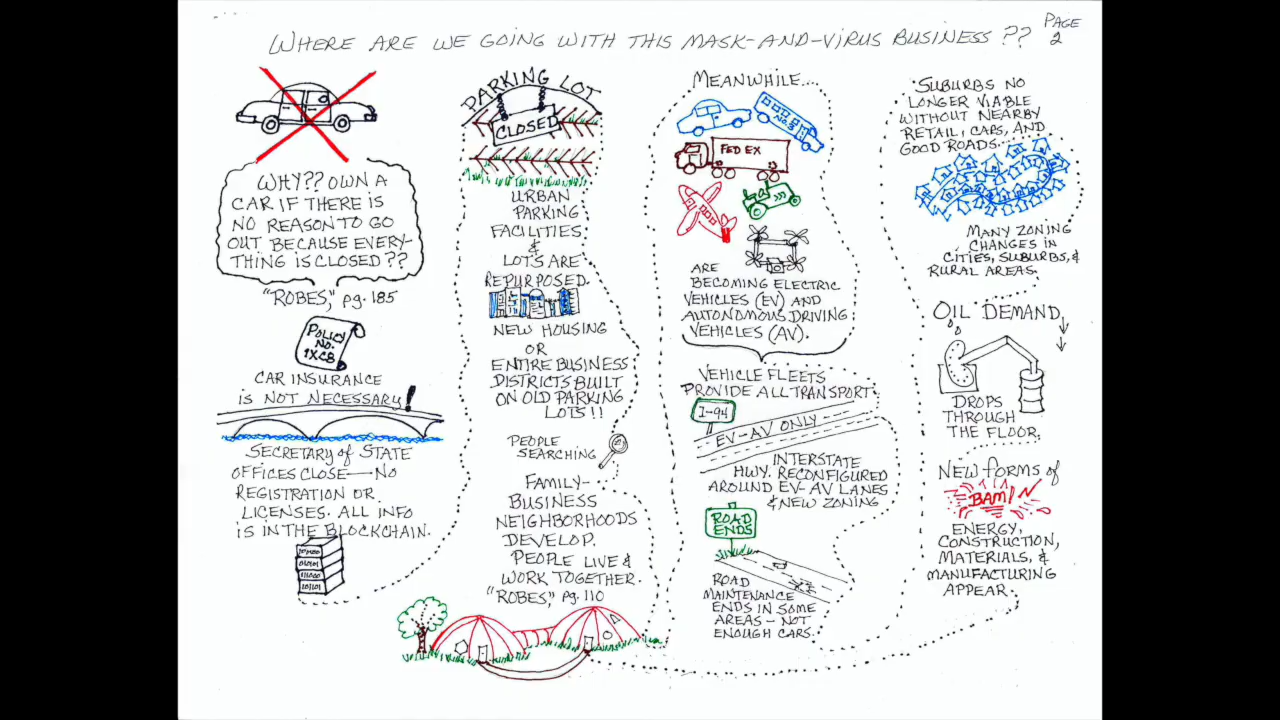 WHERE ARE WE GOING WITH THIS MASK-AND-VIRUS BUSINESS??
PAGE
2
WHY?? OWN A
CAR IF THERE IS
NO REASON TO GO
OUT BECAUSE EVERY-
THING IS CLOSED??
"ROBES," pg. 185
POLICY
NO.
1XC8
CAR INSURANCE
IS NOT NECESSARY!
SECRETARY OF STATE
OFFICES CLOSE—NO
REGISTRATION OR
LICENSES. ALL INFO
IS IN THE BLOCKCHAIN.
PARKING LOT
CLOSED
URBAN
PARKING
FACILITIES
&
LOTS ARE
REPURPOSED.
NEW HOUSING
OR
ENTIRE BUSINESS
DISTRICTS BUILT
ON OLD PARKING
LOTS!!
PEOPLE
SEARCHING
FAMILY-
BUSINESS
NEIGHBORHOODS
DEVELOP.
PEOPLE LIVE &
WORK TOGETHER.
"ROBES," pg. 110
MEANWHILE...
FED EX
ARE
BECOMING ELECTRIC
VEHICLES (EV) AND
AUTONOMOUS DRIVING
VEHICLES (AV).
VEHICLE FLEETS
PROVIDE ALL TRANSPORT.
I-94
EV-AV ONLY
INTERSTATE
HWY. RECONFIGURED
AROUND EV-AV LANES
& NEW ZONING
ROAD
ENDS
ROAD
MAINTENANCE
ENDS IN SOME
AREAS - NOT
ENOUGH CARS.
SUBURBS NO
LONGER VIABLE
WITHOUT NEARBY
RETAIL, CARS, AND
GOOD ROADS.
MANY ZONING
CHANGES IN
CITIES, SUBURBS, &
RURAL AREAS.
OIL DEMAND
DROPS
THROUGH
THE FLOOR.
NEW FORMS OF
BAM!
ENERGY,
CONSTRUCTION,
MATERIALS, &
MANUFACTURING
APPEAR.